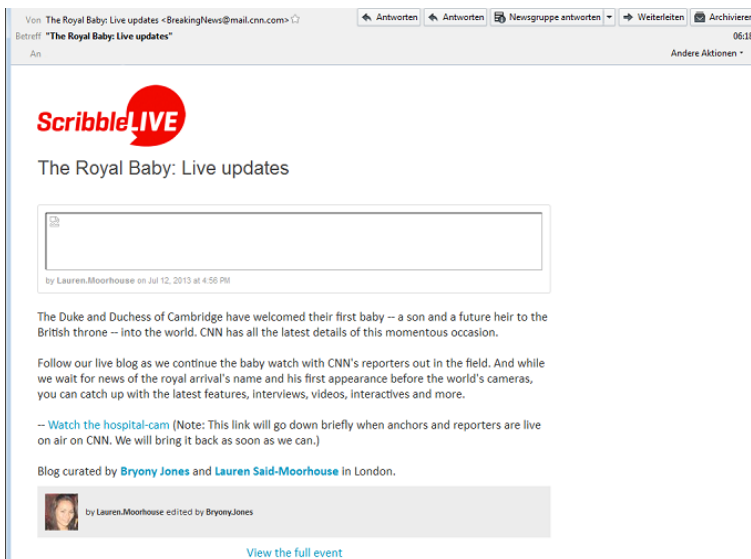 Von The Royal Baby: Live updates <BreakingNews@mail.cnn.com>
Antworten Antworten Newsgruppe antworten Weiterleiten Archivieren
Betreff "The Royal Baby: Live updates" 06:18
An Andere Aktionen
ScribbleLIVE
The Royal Baby: Live updates
by Lauren.Moorhouse on Jul 12, 2013 at 4:56 PM
The Duke and Duchess of Cambridge have welcomed their first baby -- a son and a future heir to the
British throne -- into the world. CNN has all the latest details of this momentous occasion.
Follow our live blog as we continue the baby watch with CNN's reporters out in the field. And while
we wait for news of the royal arrival's name and his first appearance before the world's cameras,
you can catch up with the latest features, interviews, videos, interactives and more.
-- Watch the hospital-cam (Note: This link will go down briefly when anchors and reporters are live
on air on CNN. We will bring it back as soon as we can.)
Blog curated by Bryony Jones and Lauren Said-Moorhouse in London.
by Lauren.Moorhouse edited by Bryony.Jones
View the full event